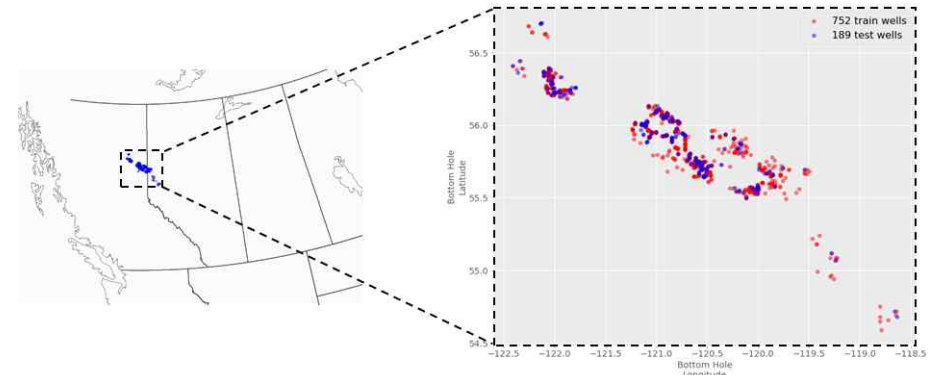 752 train wells
189 test wells
56.5
56.0
55.5
55.0
54.5
Bottom Hole
Latitude
−122.5 −122.0 −121.5 −121.0 −120.5 −120.0 −119.5 −119.0 −118.5
Bottom Hole
Longitude